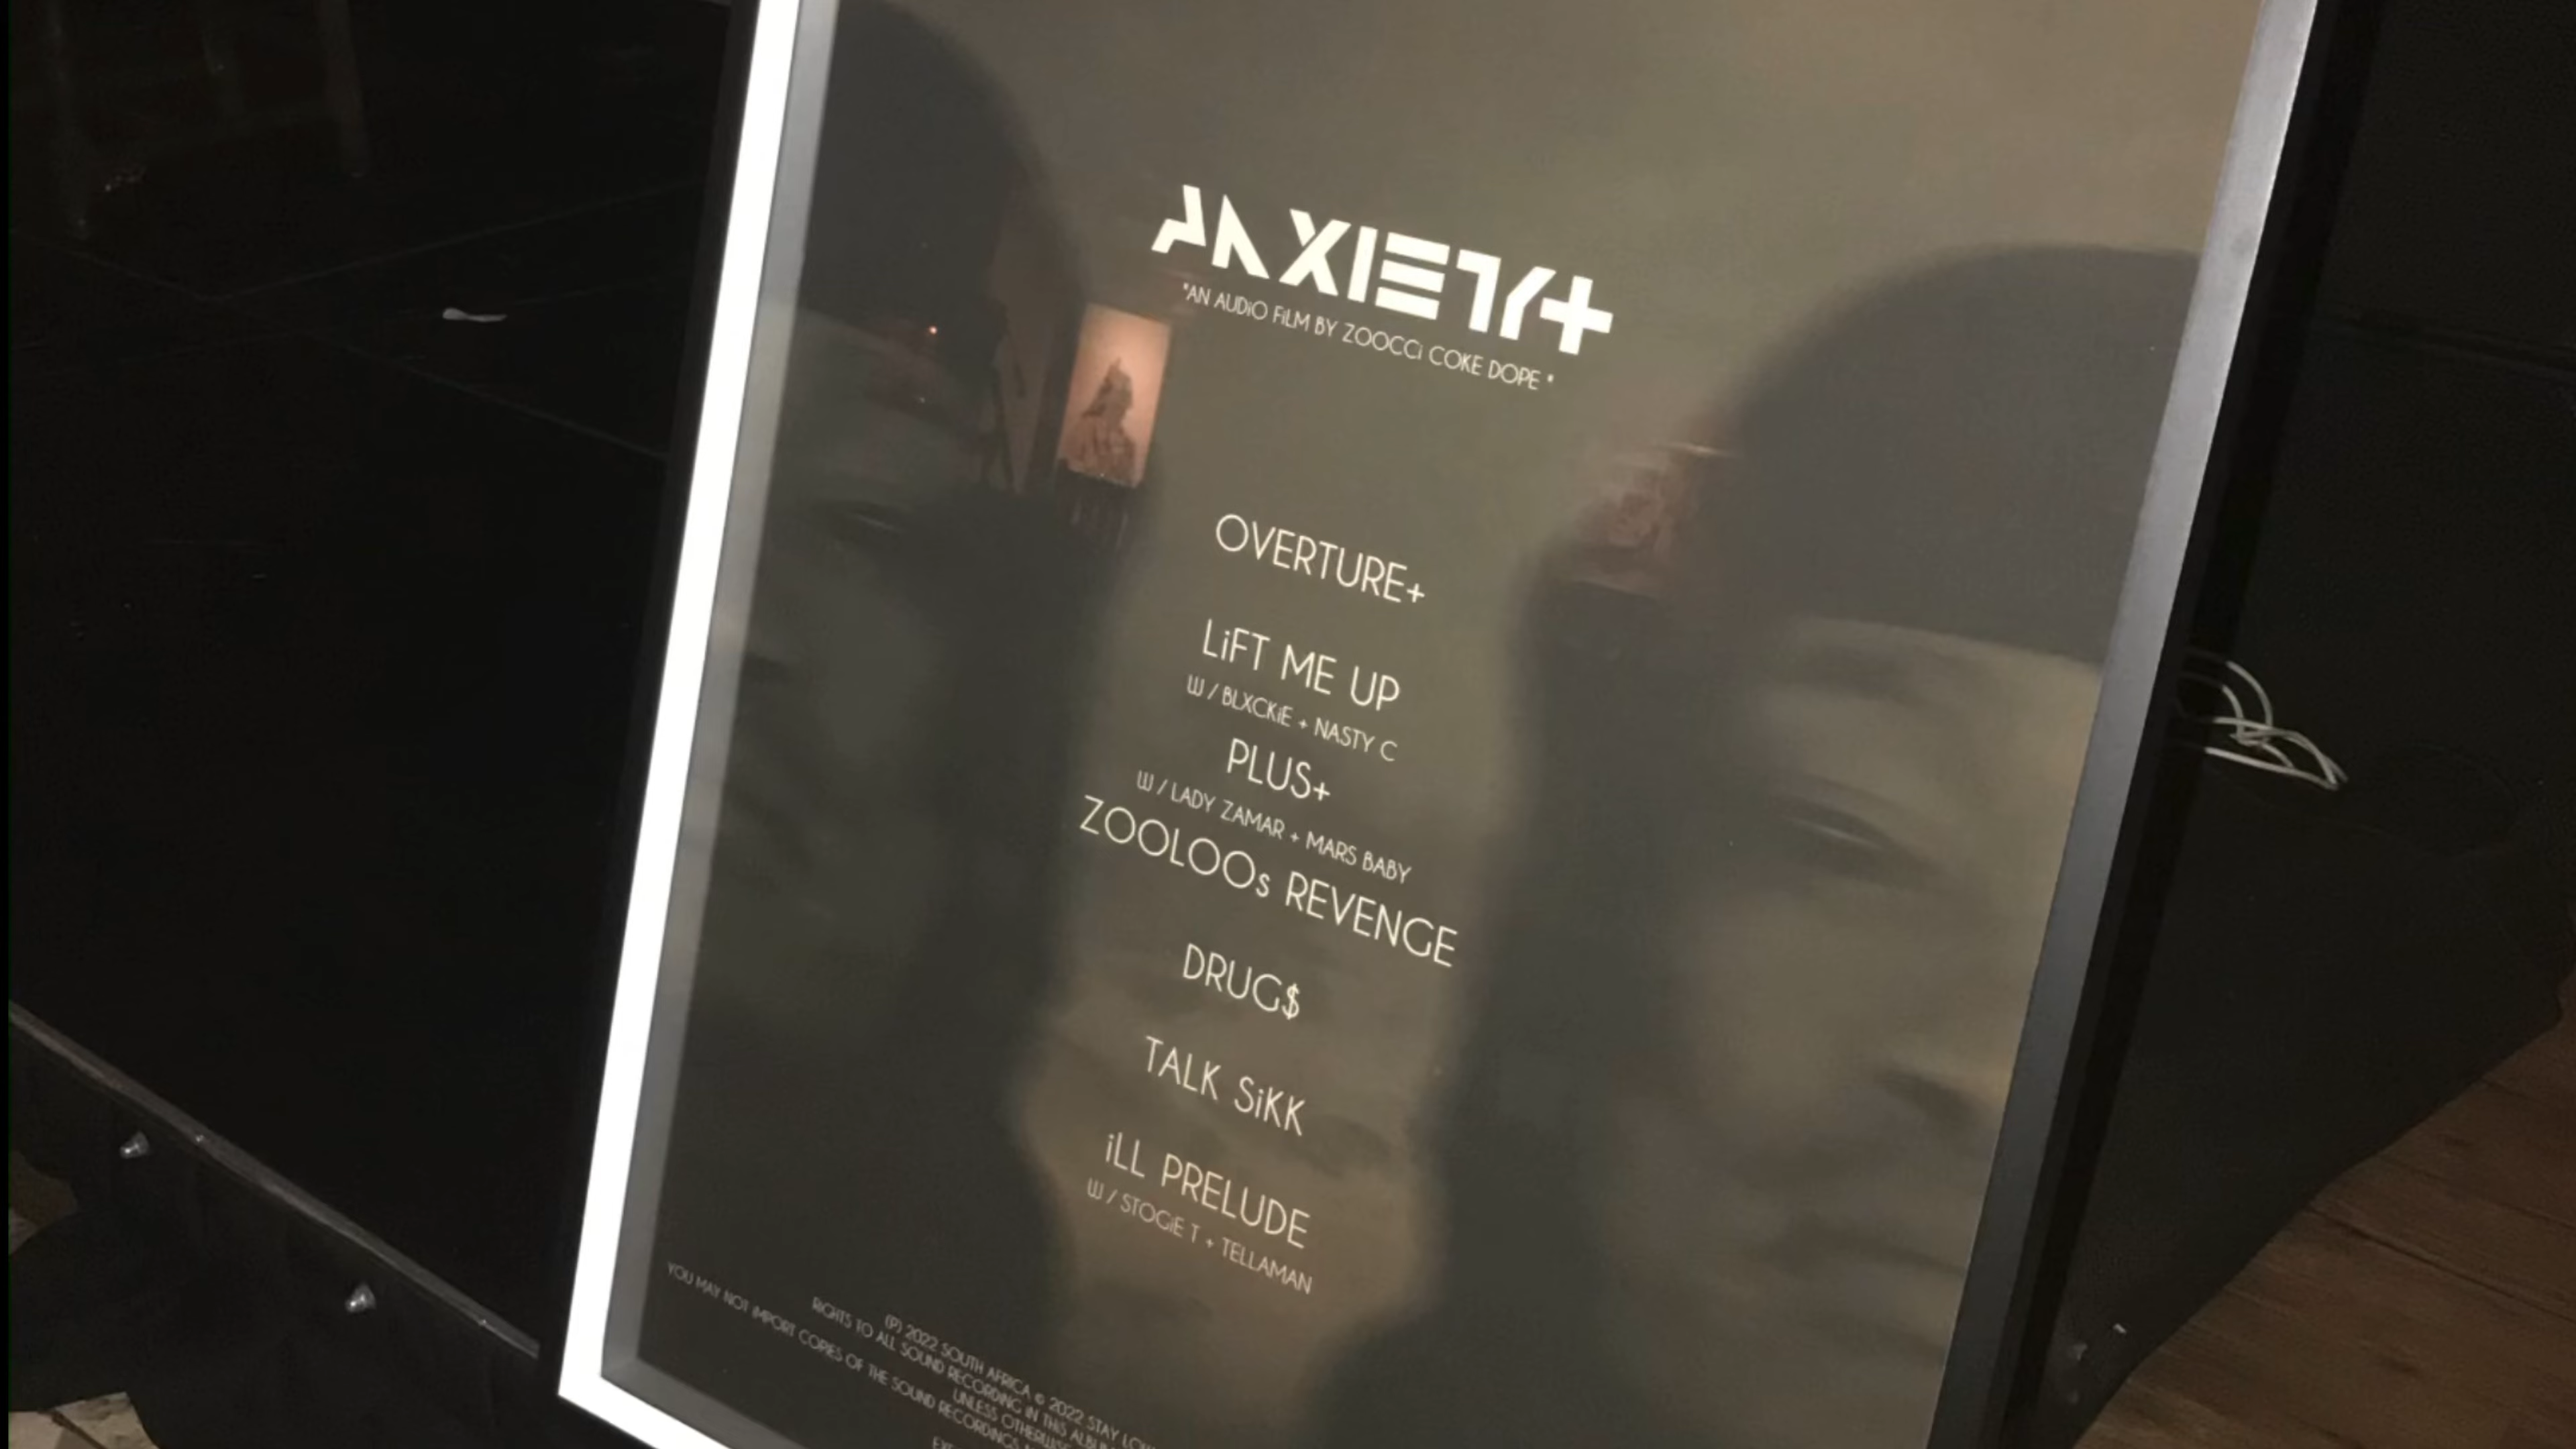 ANXIETY+
"AN AUDiO FiLM BY ZOOCCi COKE DOPE "
OVERTURE+
LiFT ME UP
W / BLXCKiE + NASTY C
PLUS+
W / LADY ZAMAR + MARS BABY
ZOOLOOs REVENGE
DRUG$
TALK SiKK
iLL PRELUDE
W / STOGiE T + TELLAMAN
(P) 2022 SOUTH AFRICA © 2022 STAY
RIGHTS TO ALL SOUND RECORDING IN THIS ALBUM
UNLESS OTHERWISE
YOU MAY NOT IMPORT COPIES OF THE SOUND RECORDINGS